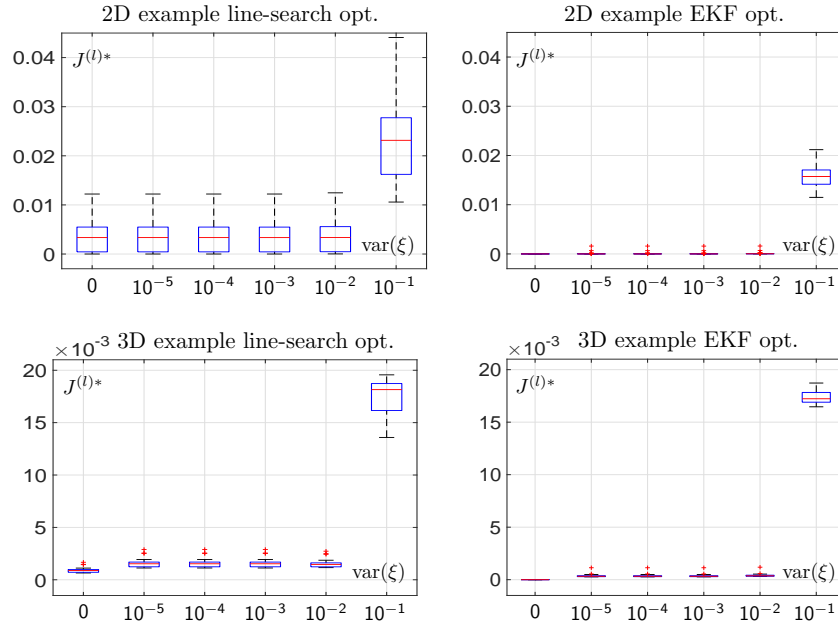 2D example line-search opt.
0.04
0.03
0.02
0.01
0
J^{(l)*}
var(ξ)
0 10^{-5} 10^{-4} 10^{-3} 10^{-2} 10^{-1}
2D example EKF opt.
0.04
0.03
0.02
0.01
0
J^{(l)*}
var(ξ)
0 10^{-5} 10^{-4} 10^{-3} 10^{-2} 10^{-1}
×10^{-3} 3D example line-search opt.
20
15
10
5
0
J^{(l)*}
var(ξ)
0 10^{-5} 10^{-4} 10^{-3} 10^{-2} 10^{-1}
×10^{-3} 3D example EKF opt.
20
15
10
5
0
J^{(l)*}
var(ξ)
0 10^{-5} 10^{-4} 10^{-3} 10^{-2} 10^{-1}